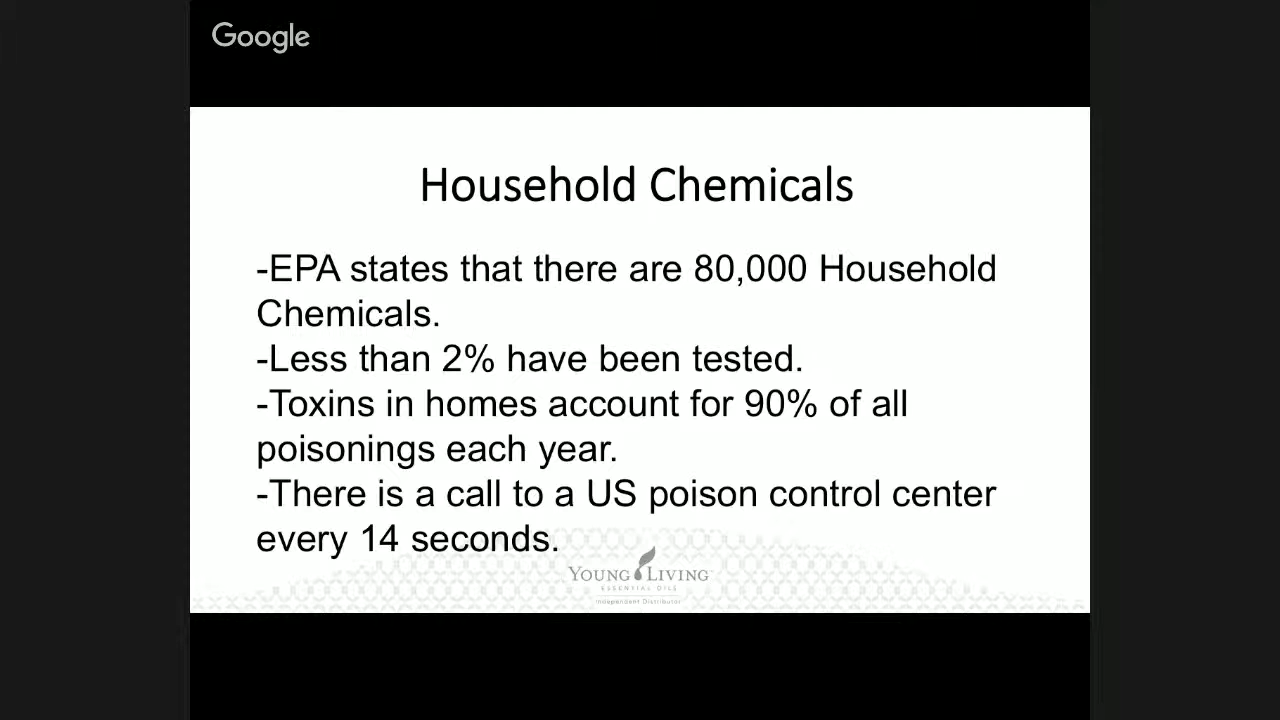 Google
Household Chemicals
-EPA states that there are 80,000 Household
Chemicals.
-Less than 2% have been tested.
-Toxins in homes account for 90% of all
poisonings each year.
-There is a call to a US poison control center
every 14 seconds.
YOUNG LIVING
ESSENTIAL OILS
Independent Distributor